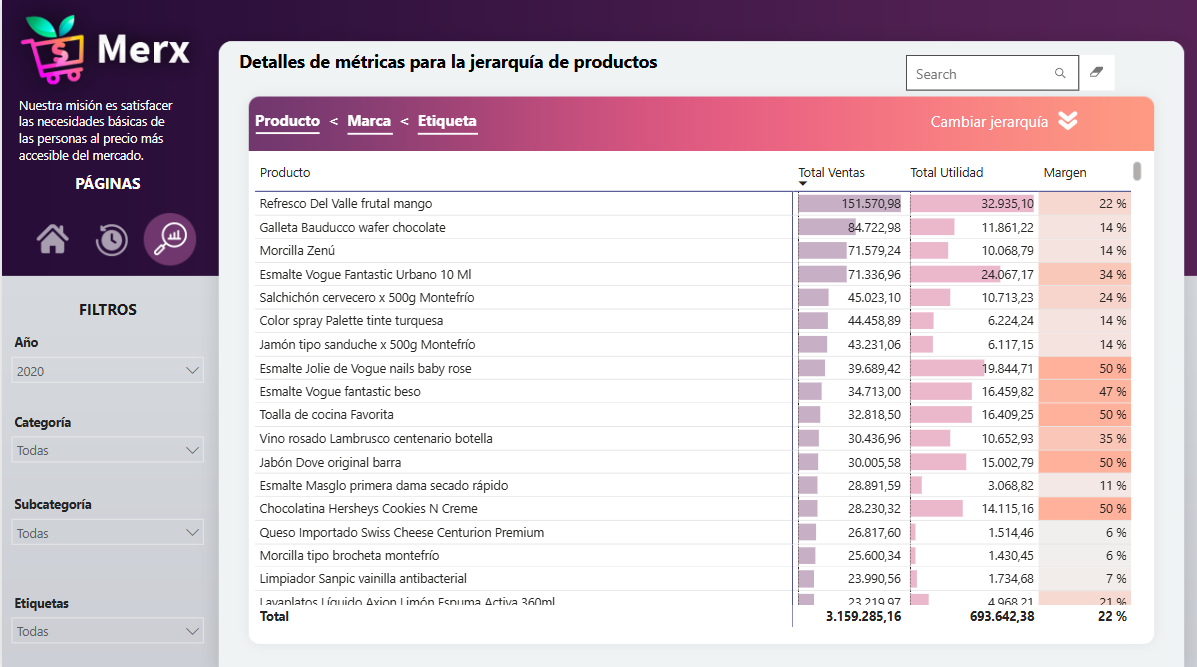 Merx
Nuestra misión es satisfacer
las necesidades básicas de
las personas al precio más
accesible del mercado.
PÁGINAS
FILTROS
Año
2020
Categoría
Todas
Subcategoría
Todas
Etiquetas
Todas
Detalles de métricas para la jerarquía de productos
Search
Producto < Marca < Etiqueta Cambiar jerarquía
Producto Total Ventas Total Utilidad Margen
Refresco Del Valle frutal mango 151.570,98 32.935,10 22 %
Galleta Bauducco wafer chocolate 84.722,98 11.861,22 14 %
Morcilla Zenú 71.579,24 10.068,79 14 %
Esmalte Vogue Fantastic Urbano 10 Ml 71.336,96 24.067,17 34 %
Salchichón cervecero x 500g Montefrío 45.023,10 10.713,23 24 %
Color spray Palette tinte turquesa 44.458,89 6.224,24 14 %
Jamón tipo sanduche x 500g Montefrío 43.231,06 6.117,15 14 %
Esmalte Jolie de Vogue nails baby rose 39.689,42 19.844,71 50 %
Esmalte Vogue fantastic beso 34.713,00 16.459,82 47 %
Toalla de cocina Favorita 32.818,50 16.409,25 50 %
Vino rosado Lambrusco centenario botella 30.436,96 10.652,93 35 %
Jabón Dove original barra 30.005,58 15.002,79 50 %
Esmalte Masglo primera dama secado rápido 28.891,59 3.068,82 11 %
Chocolatina Hersheys Cookies N Creme 28.230,32 14.115,16 50 %
Queso Importado Swiss Cheese Centurion Premium 26.817,60 1.514,46 6 %
Morcilla tipo brocheta montefrío 25.600,34 1.430,45 6 %
Limpiador Sanpic vainilla antibacterial 23.990,56 1.734,68 7 %
Lavaplatos Líquido Axion Limón Espuma Activa 360ml 23.219,97 4.968,21 21 %
Total 3.159.285,16 693.642,38 22 %